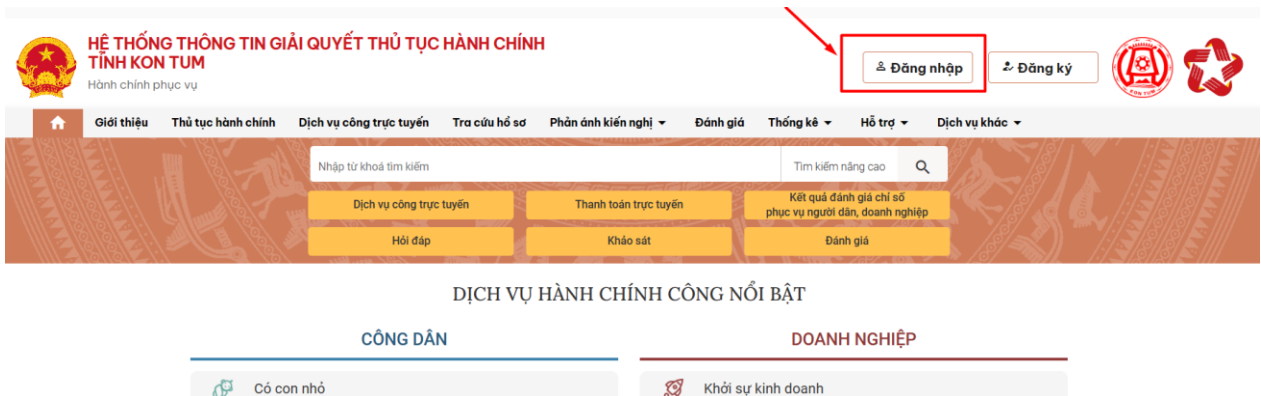 HỆ THỐNG THÔNG TIN GIẢI QUYẾT THỦ TỤC HÀNH CHÍNH
TỈNH KON TUM
Hành chính phục vụ
Đăng nhập
Đăng ký
KON TUM
Giới thiệu Thủ tục hành chính Dịch vụ công trực tuyến Tra cứu hồ sơ Phản ánh kiến nghị Đánh giá Thống kê Hỗ trợ Dịch vụ khác
Nhập từ khoá tìm kiếm Tìm kiếm nâng cao
Dịch vụ công trực tuyến Thanh toán trực tuyến Kết quả đánh giá chỉ số
phục vụ người dân, doanh nghiệp
Hỏi đáp Khảo sát Đánh giá
DỊCH VỤ HÀNH CHÍNH CÔNG NỔI BẬT
CÔNG DÂN DOANH NGHIỆP
Có con nhỏ Khởi sự kinh doanh